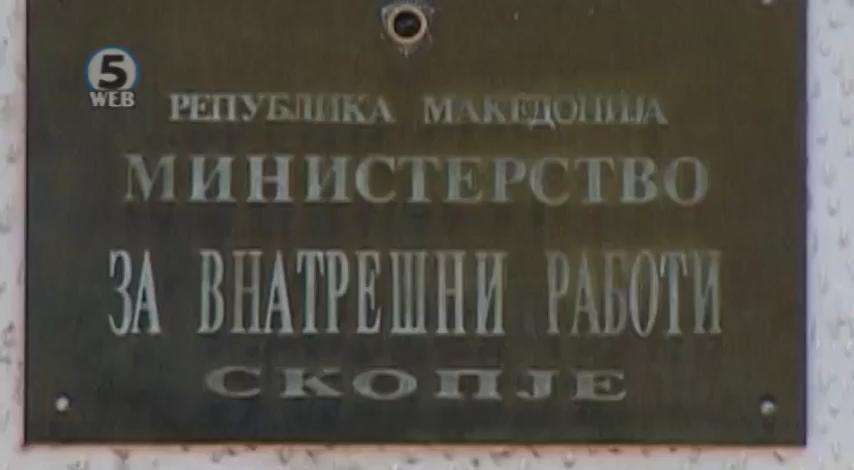 5
WEB
РЕПУБЛИКА МАКЕДОНИЈА
МИНИСТЕРСТВО
ЗА ВНАТРЕШНИ РАБОТИ
СКОПЈЕ